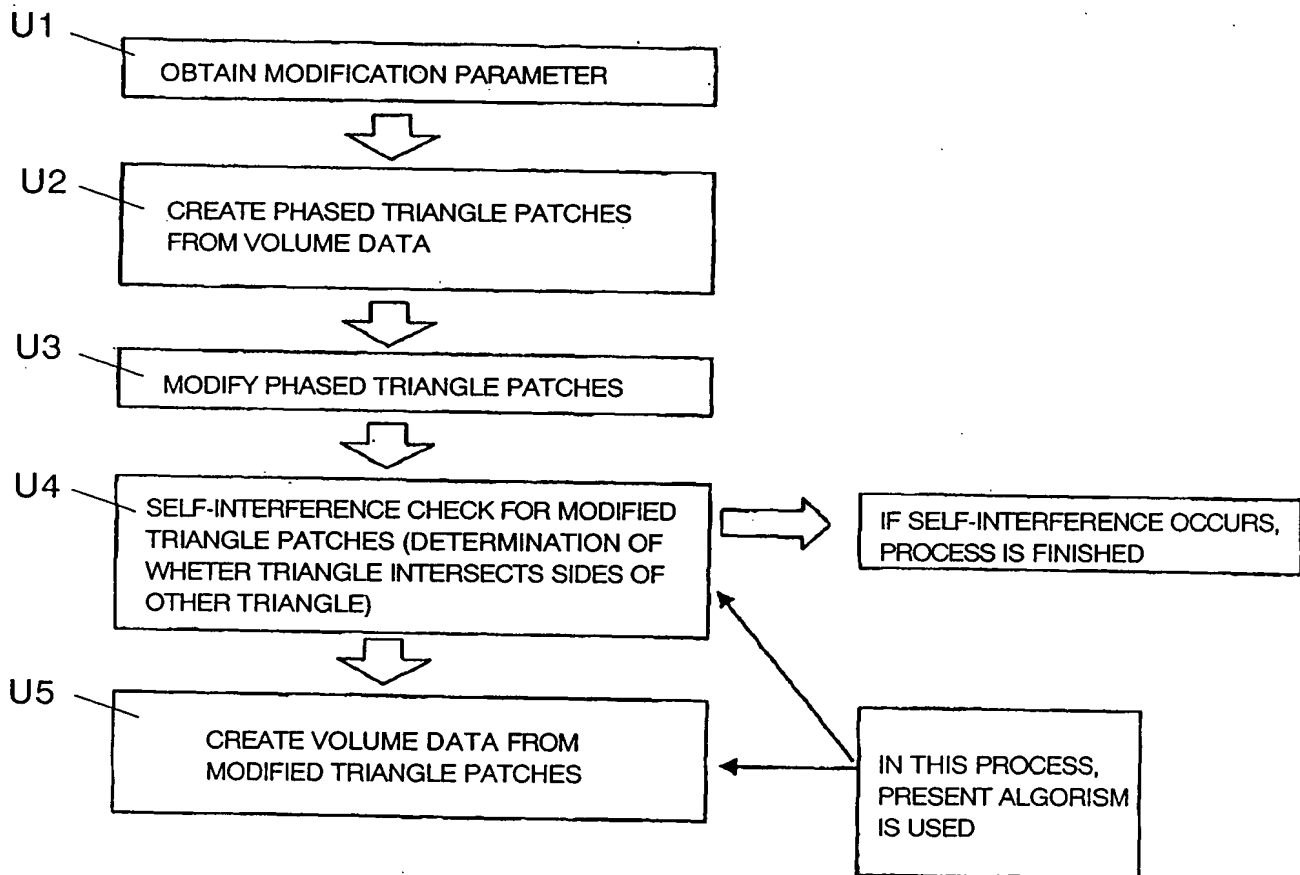 U1
OBTAIN MODIFICATION PARAMETER
U2
CREATE PHASED TRIANGLE PATCHES
FROM VOLUME DATA
U3
MODIFY PHASED TRIANGLE PATCHES
U4
SELF-INTERFERENCE CHECK FOR MODIFIED
TRIANGLE PATCHES (DETERMINATION OF
WHETER TRIANGLE INTERSECTS SIDES OF
OTHER TRIANGLE)
IF SELF-INTERFERENCE OCCURS,
PROCESS IS FINISHED
U5
CREATE VOLUME DATA FROM
MODIFIED TRIANGLE PATCHES
IN THIS PROCESS,
PRESENT ALGORISM
IS USED